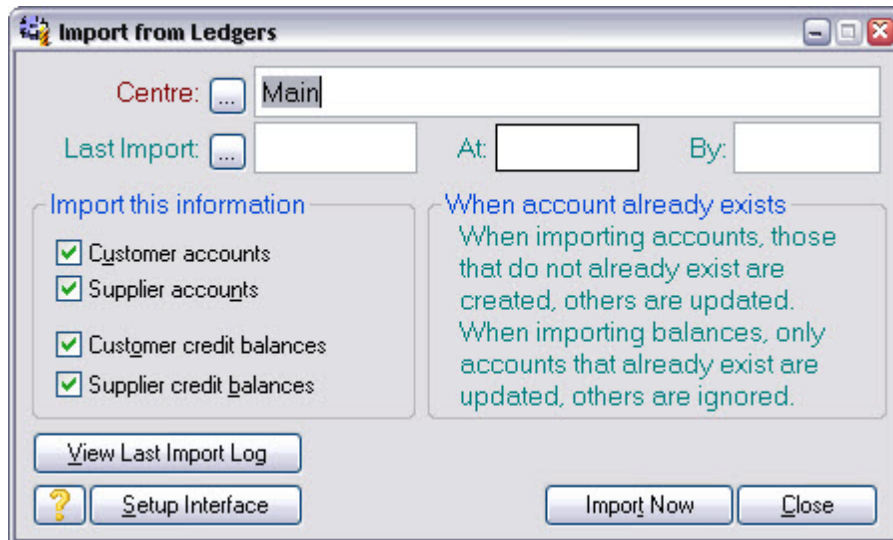 Import from Ledgers
Centre: ... Main
Last Import: ... At: By:
Import this information
Customer accounts
Supplier accounts
Customer credit balances
Supplier credit balances
When account already exists
When importing accounts, those
that do not already exist are
created, others are updated.
When importing balances, only
accounts that already exist are
updated, others are ignored.
View Last Import Log
? Setup Interface Import Now Close